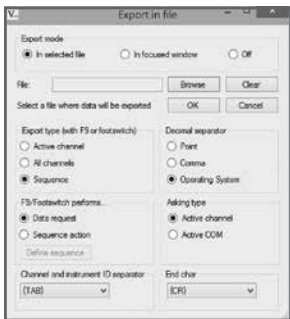 Export in file
Export mode
In selected file
In focused window
Off
File:
Browse
Clear
Select a file where data will be exported
OK
Cancel
Export type (with F9 or footswitch)
Active channel
All channels
Sequence
Decimal separator
Point
Comma
Operating System
F9/Footswitch performs...
Data request
Sequence action
Define sequence
Asking type
Active channel
Active COM
Channel and instrument ID separator
{TAB}
End char
{CR}